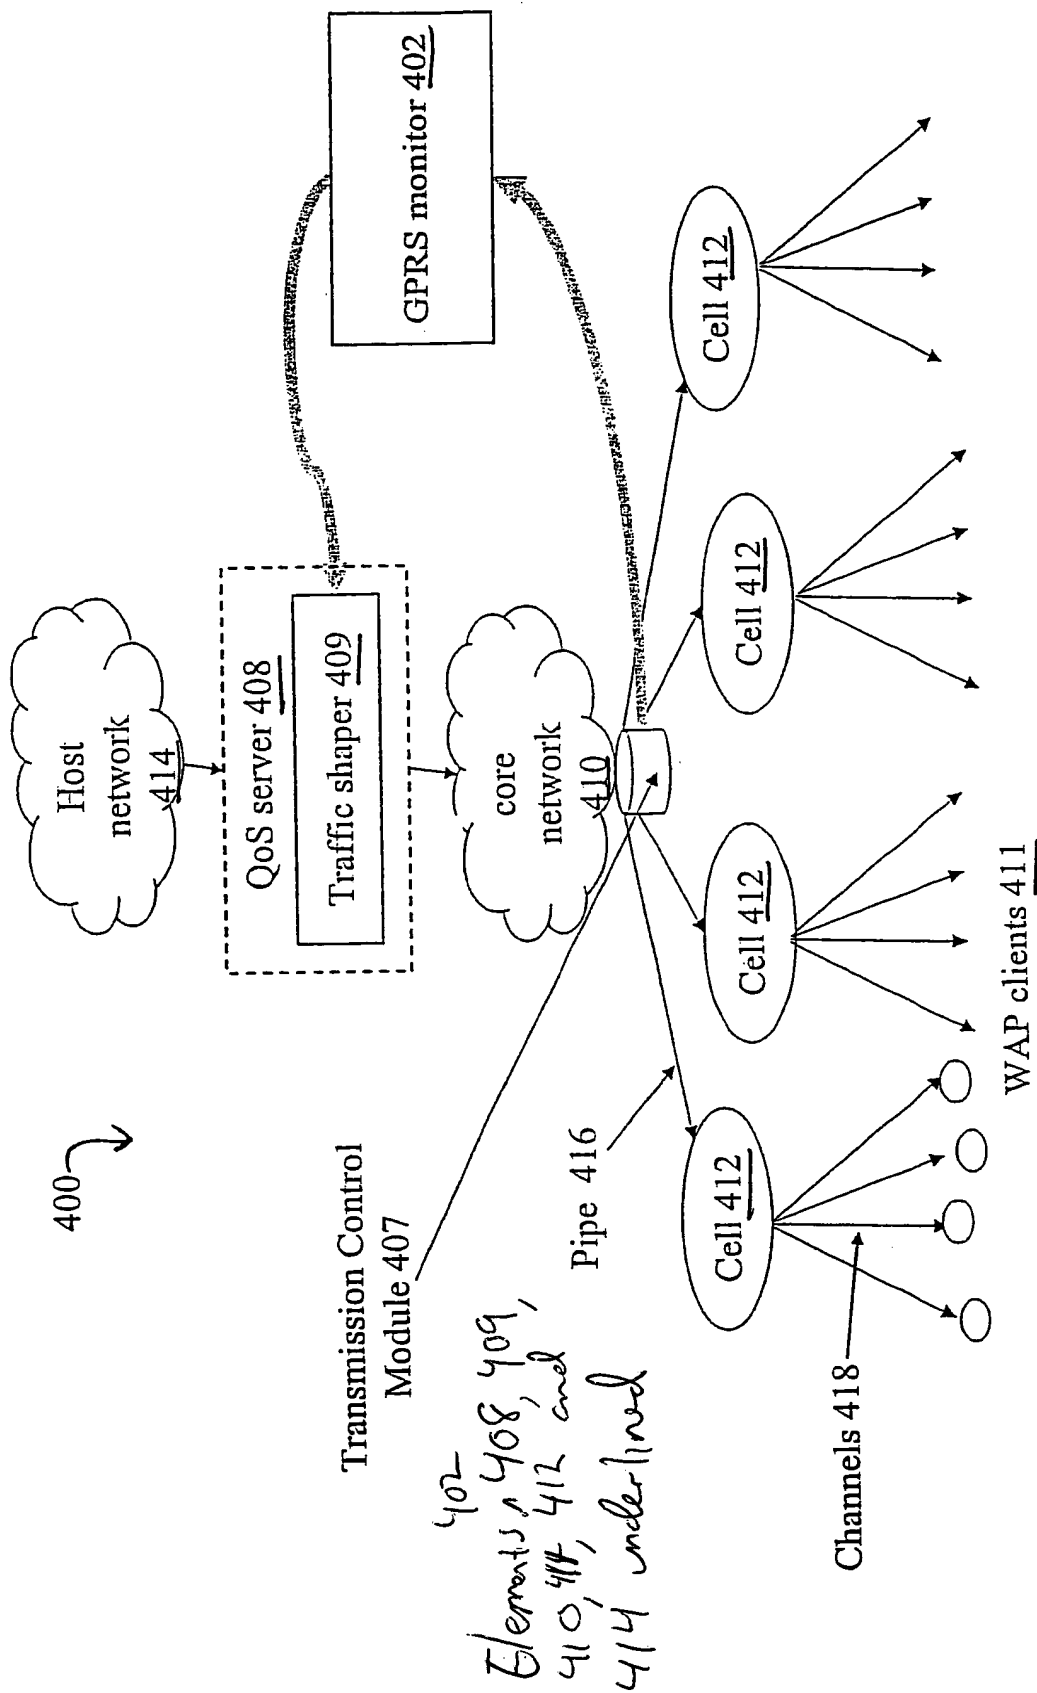 400
Host
network
414
QoS server 408
Traffic shaper 409
GPRS monitor 402
Transmission Control
Module 407
402
Elements ^ 408, 409,
410, 412 and
414 underlined
core
network
410
Pipe 416
Cell 412
Cell 412
Cell 412
Cell 412
Channels 418
WAP clients 411